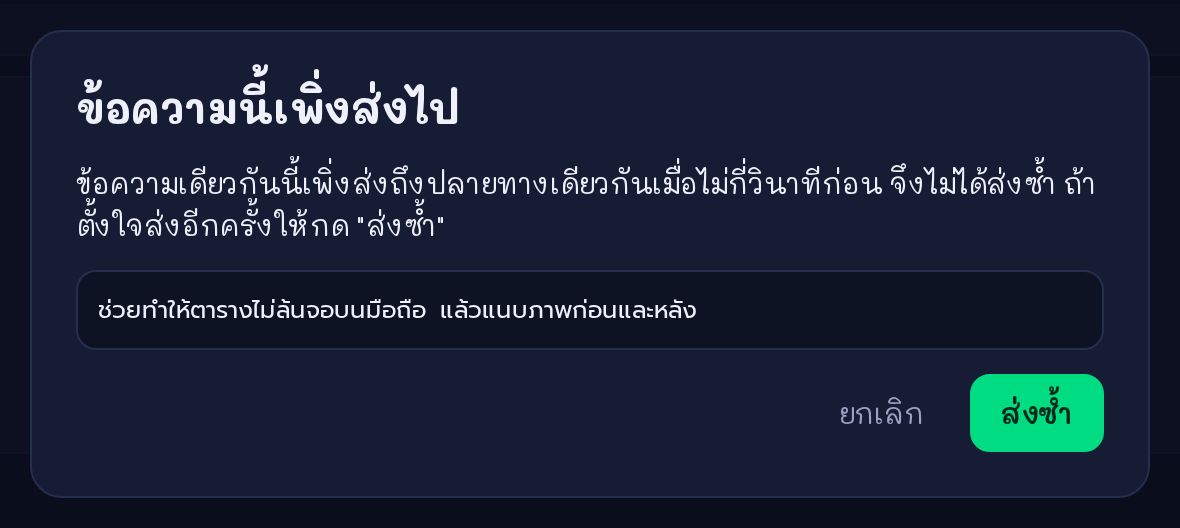 ข้อความนี้เพิ่งส่งไป
ข้อความเดียวกันนี้เพิ่งส่งถึงปลายทางเดียวกันเมื่อไม่กี่วินาทีก่อน จึงไม่ได้ส่งซ้ำ ถ้า
ตั้งใจส่งอีกครั้งให้กด "ส่งซ้ำ"
ช่วยทำให้ตารางไม่ล้นจอบนมือถือ แล้วแนบภาพก่อนและหลัง
ยกเลิก
ส่งซ้ำ